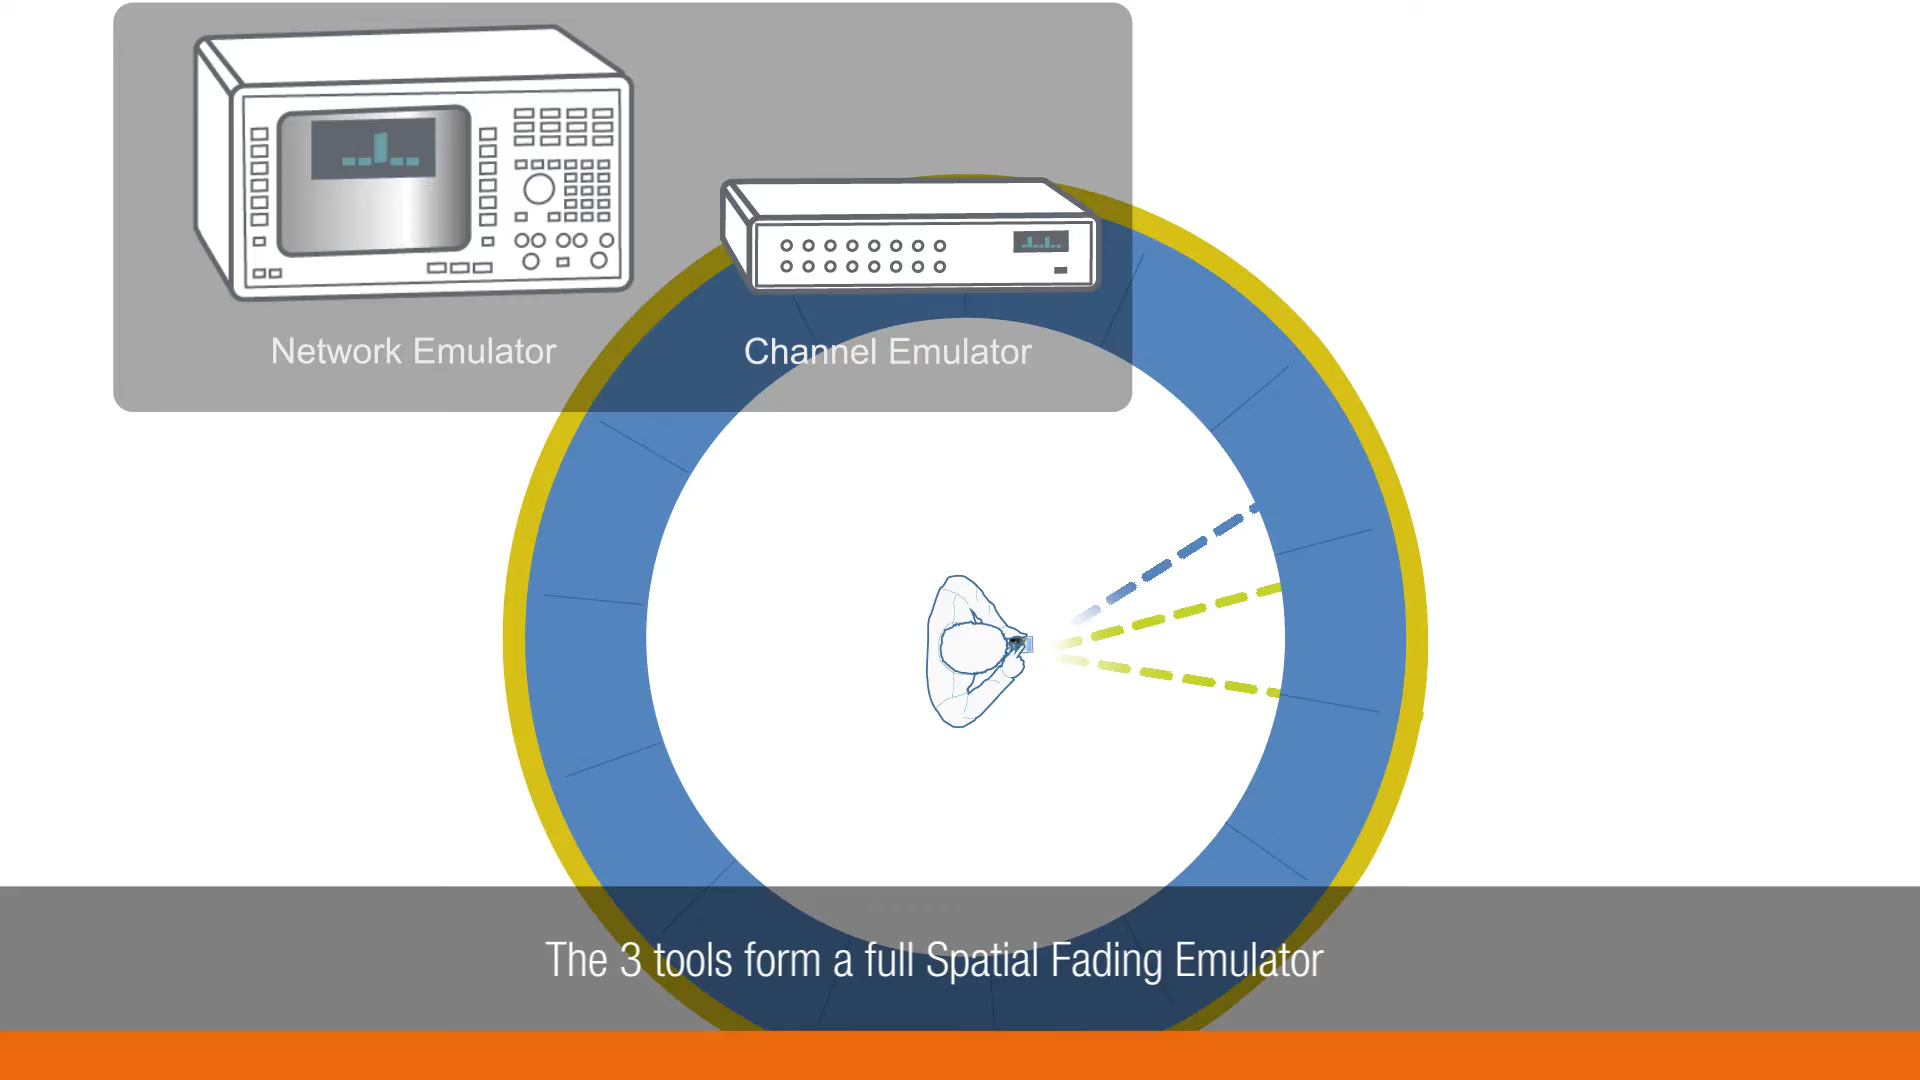 Network Emulator
Channel Emulator
The 3 tools form a full Spatial Fading Emulator